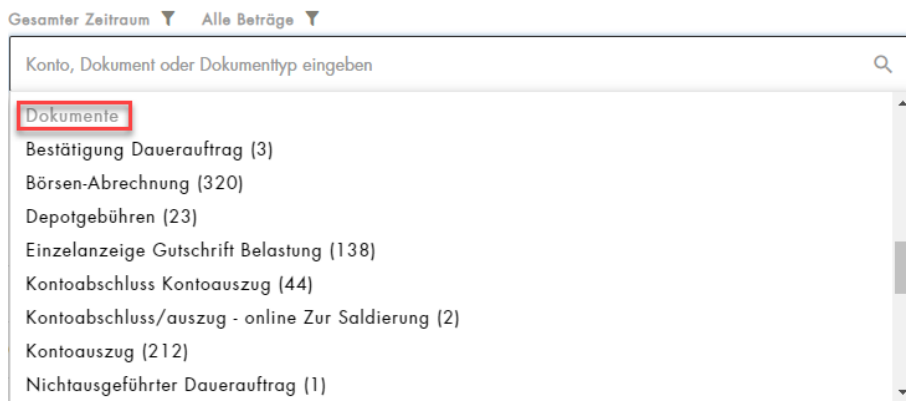 Gesamter Zeitraum Alle Beträge
Konto, Dokument oder Dokumenttyp eingeben
Dokumente
Bestätigung Dauerauftrag (3)
Börsen-Abrechnung (320)
Depotgebühren (23)
Einzelanzeige Gutschrift Belastung (138)
Kontoabschluss Kontoauszug (44)
Kontoabschluss/auszug - online Zur Saldierung (2)
Kontoauszug (212)
Nichtausgeführter Dauerauftrag (1)